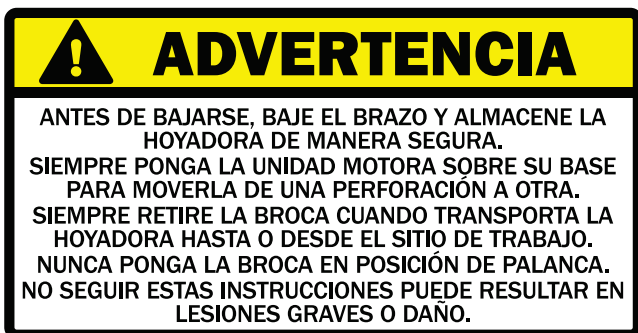 ADVERTENCIA
ANTES DE BAJARSE, BAJE EL BRAZO Y ALMACENE LA
HOYADORA DE MANERA SEGURA.
SIEMPRE PONGA LA UNIDAD MOTORA SOBRE SU BASE
PARA MOVERLA DE UNA PERFORACIÓN A OTRA.
SIEMPRE RETIRE LA BROCA CUANDO TRANSPORTA LA
HOYADORA HASTA O DESDE EL SITIO DE TRABAJO.
NUNCA PONGA LA BROCA EN POSICIÓN DE PALANCA.
NO SEGUIR ESTAS INSTRUCCIONES PUEDE RESULTAR EN
LESIONES GRAVES O DAÑO.